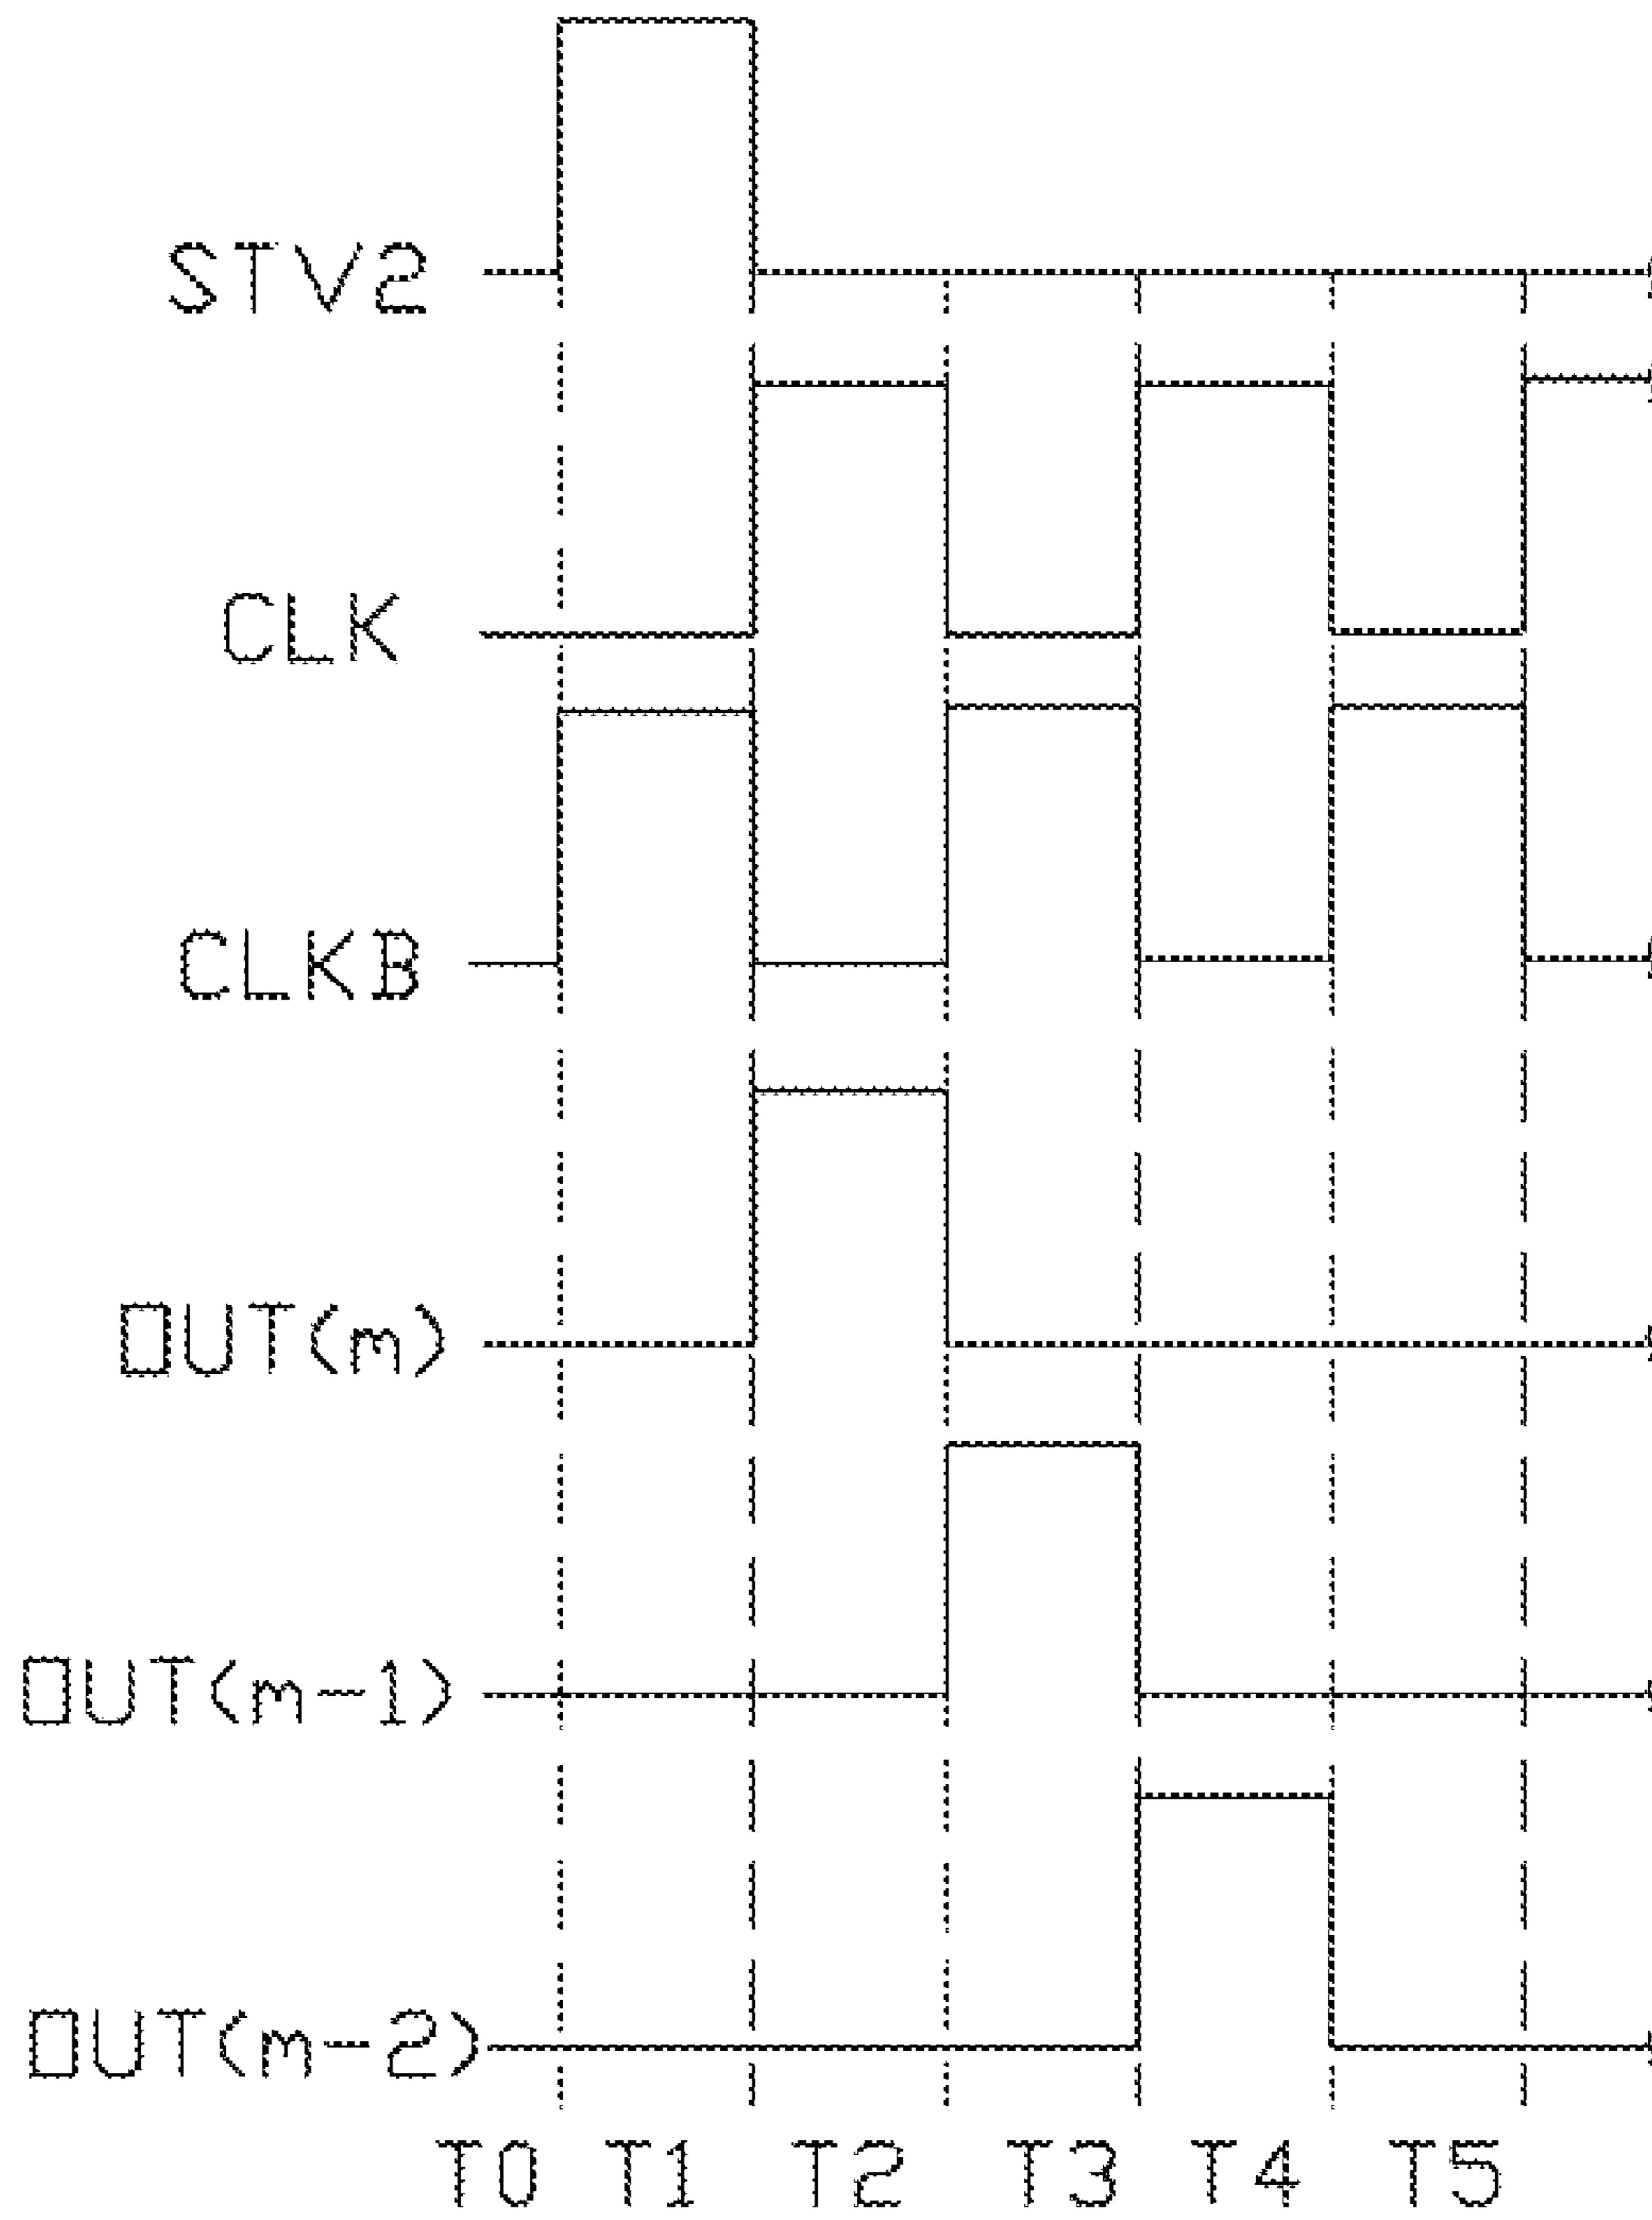 STV2
CLK
CLKB
OUT(m)
OUT(m-1)
OUT(m-2)
T0 T1 T2 T3 T4 T5